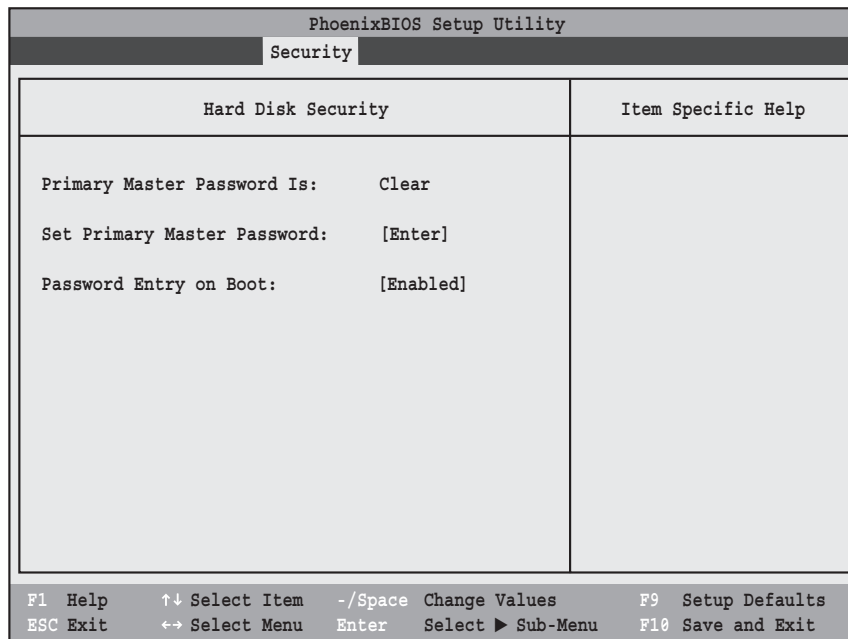 PhoenixBIOS Setup Utility
Security
Hard Disk Security
Item Specific Help
Primary Master Password Is: Clear
Set Primary Master Password: [Enter]
Password Entry on Boot: [Enabled]
F1 Help ↑↓ Select Item -/Space Change Values F9 Setup Defaults
ESC Exit ←→ Select Menu Enter Select ▶ Sub-Menu F10 Save and Exit